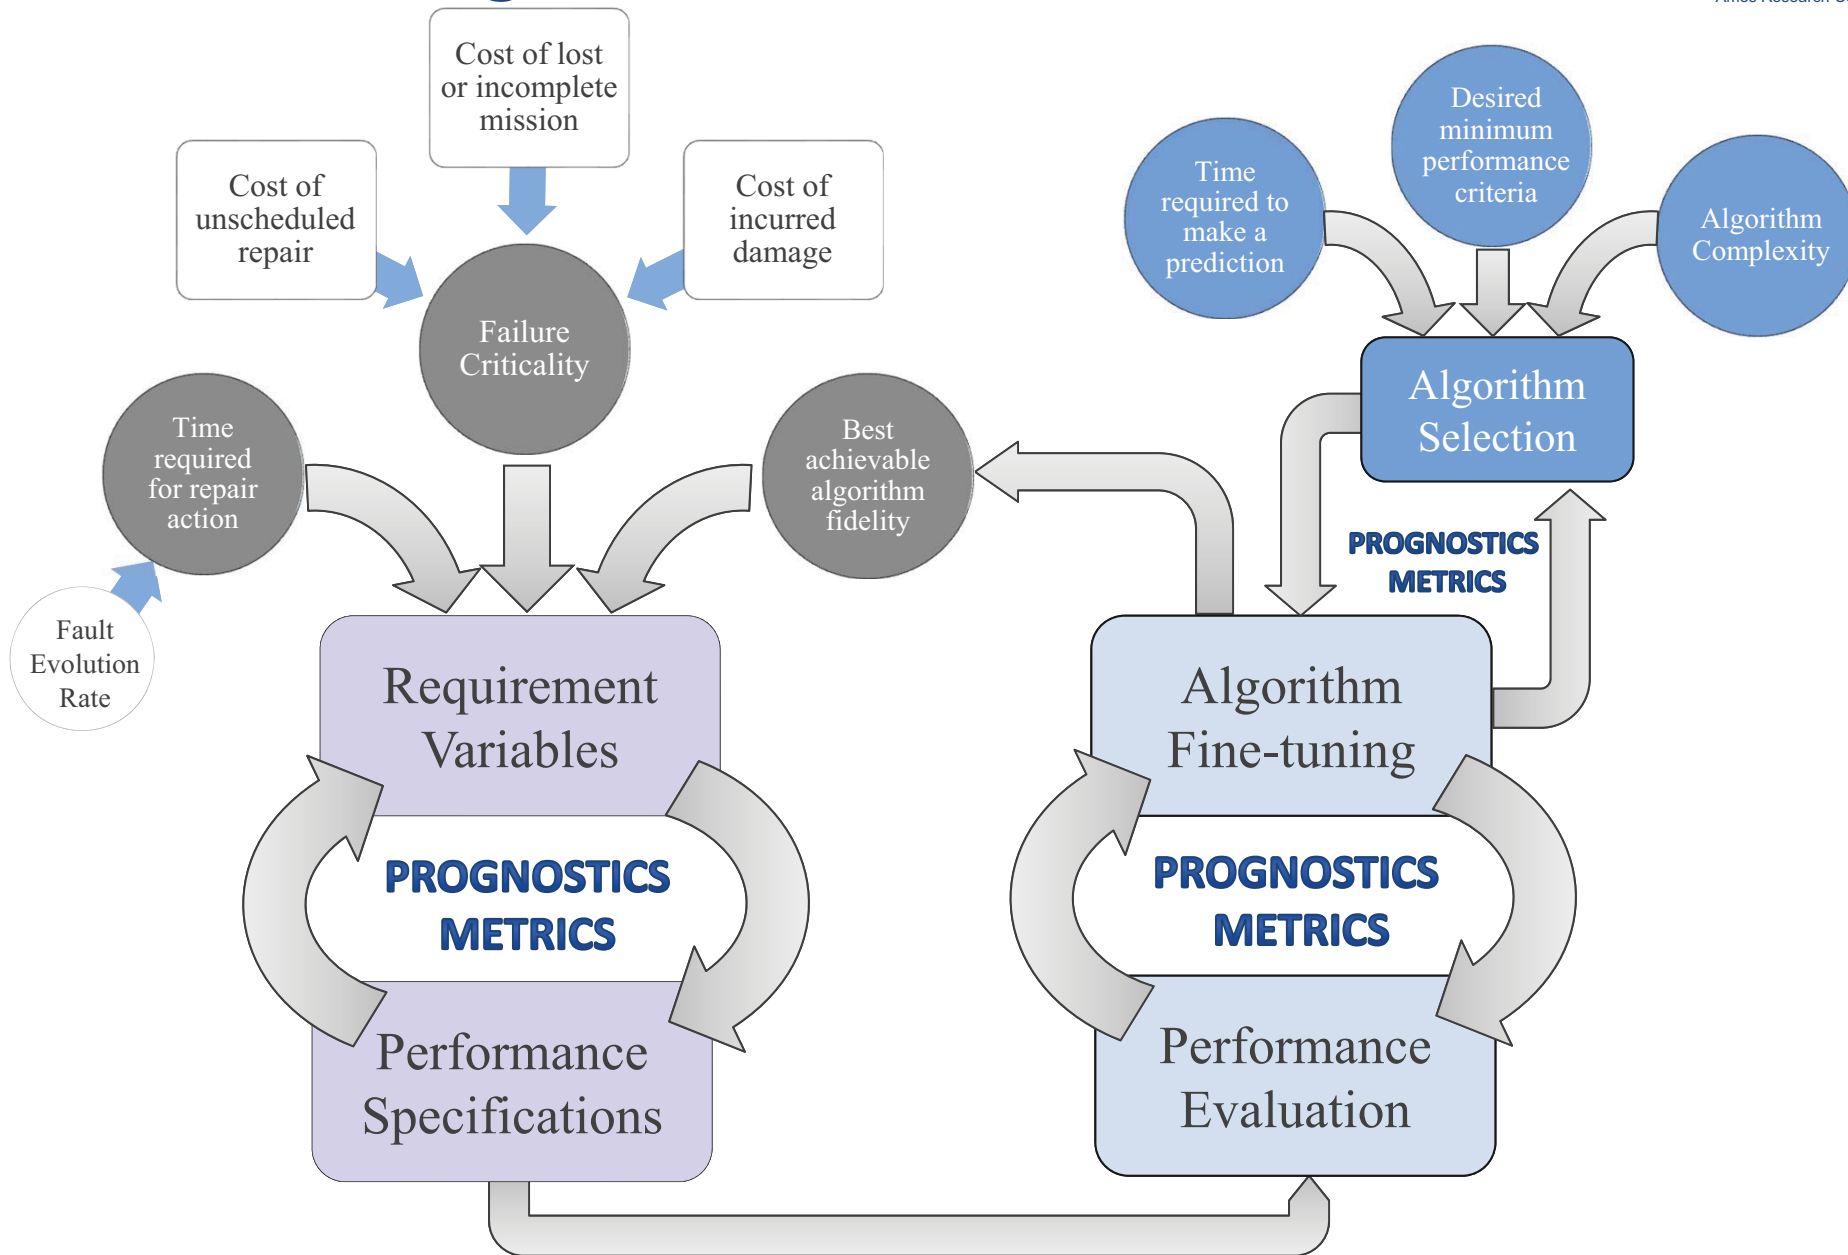 Cost of lost
or incomplete
mission
Cost of
unscheduled
repair
Cost of
incurred
damage
Failure
Criticality
Time
required
for repair
action
Best
achievable
algorithm
fidelity
Fault
Evolution
Rate
Requirement
Variables
PROGNOSTICS
METRICS
Performance
Specifications
Time
required to
make a
prediction
Desired
minimum
performance
criteria
Algorithm
Complexity
Algorithm
Selection
PROGNOSTICS
METRICS
Algorithm
Fine-tuning
PROGNOSTICS
METRICS
Performance
Evaluation